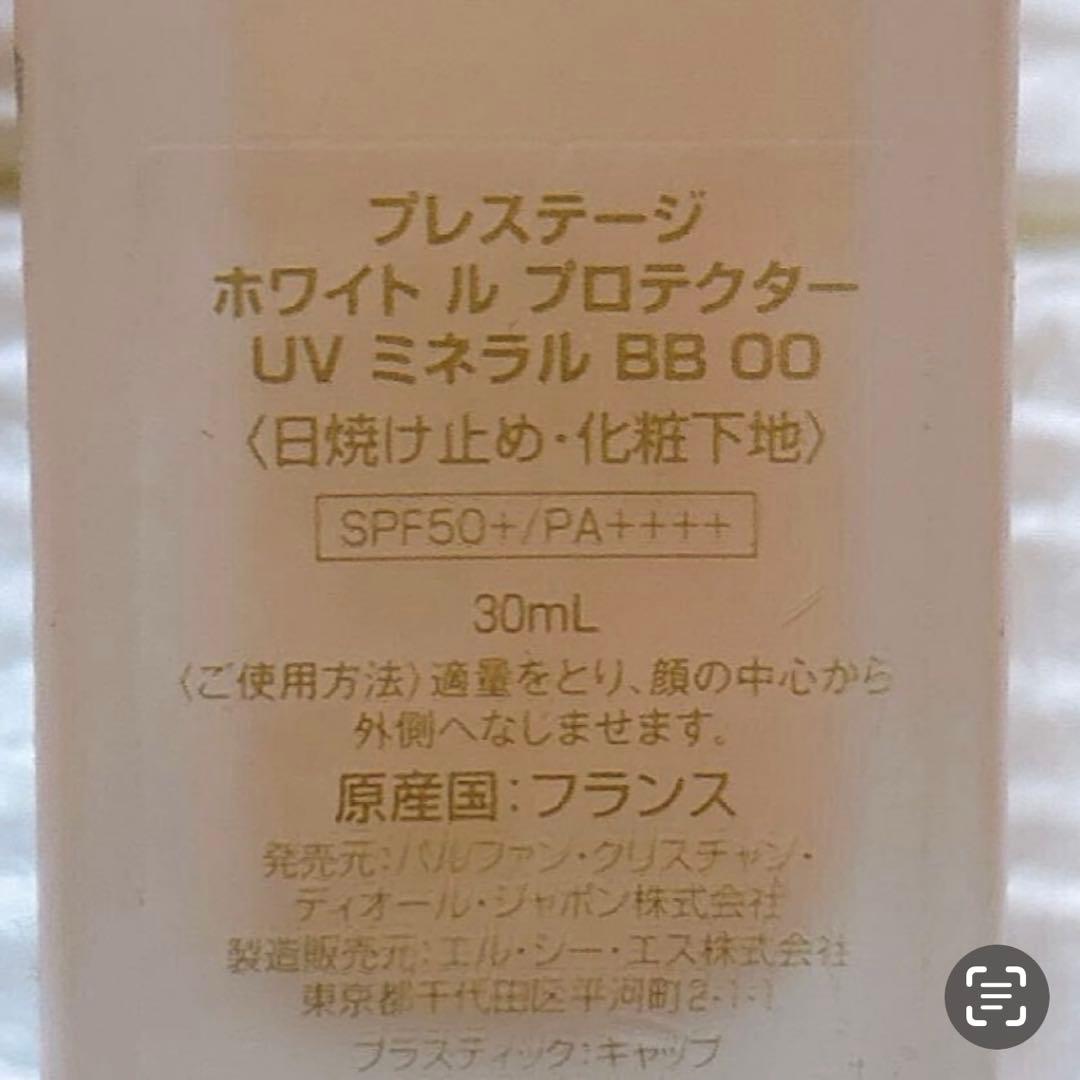 プレステージ
ホワイト ル プロテクター
UV ミネラル BB 00
〈日焼け止め・化粧下地〉
SPF50+/PA++++
30mL
〈ご使用方法〉適量をとり、顔の中心から
外側へなじませます。
原産国：フランス
発売元：パルファン・クリスチャン・
ディオール・ジャポン株式会社
製造販売元：エル・シー・エス株式会社
東京都千代田区平河町2-1-1
プラスティック：キャップ